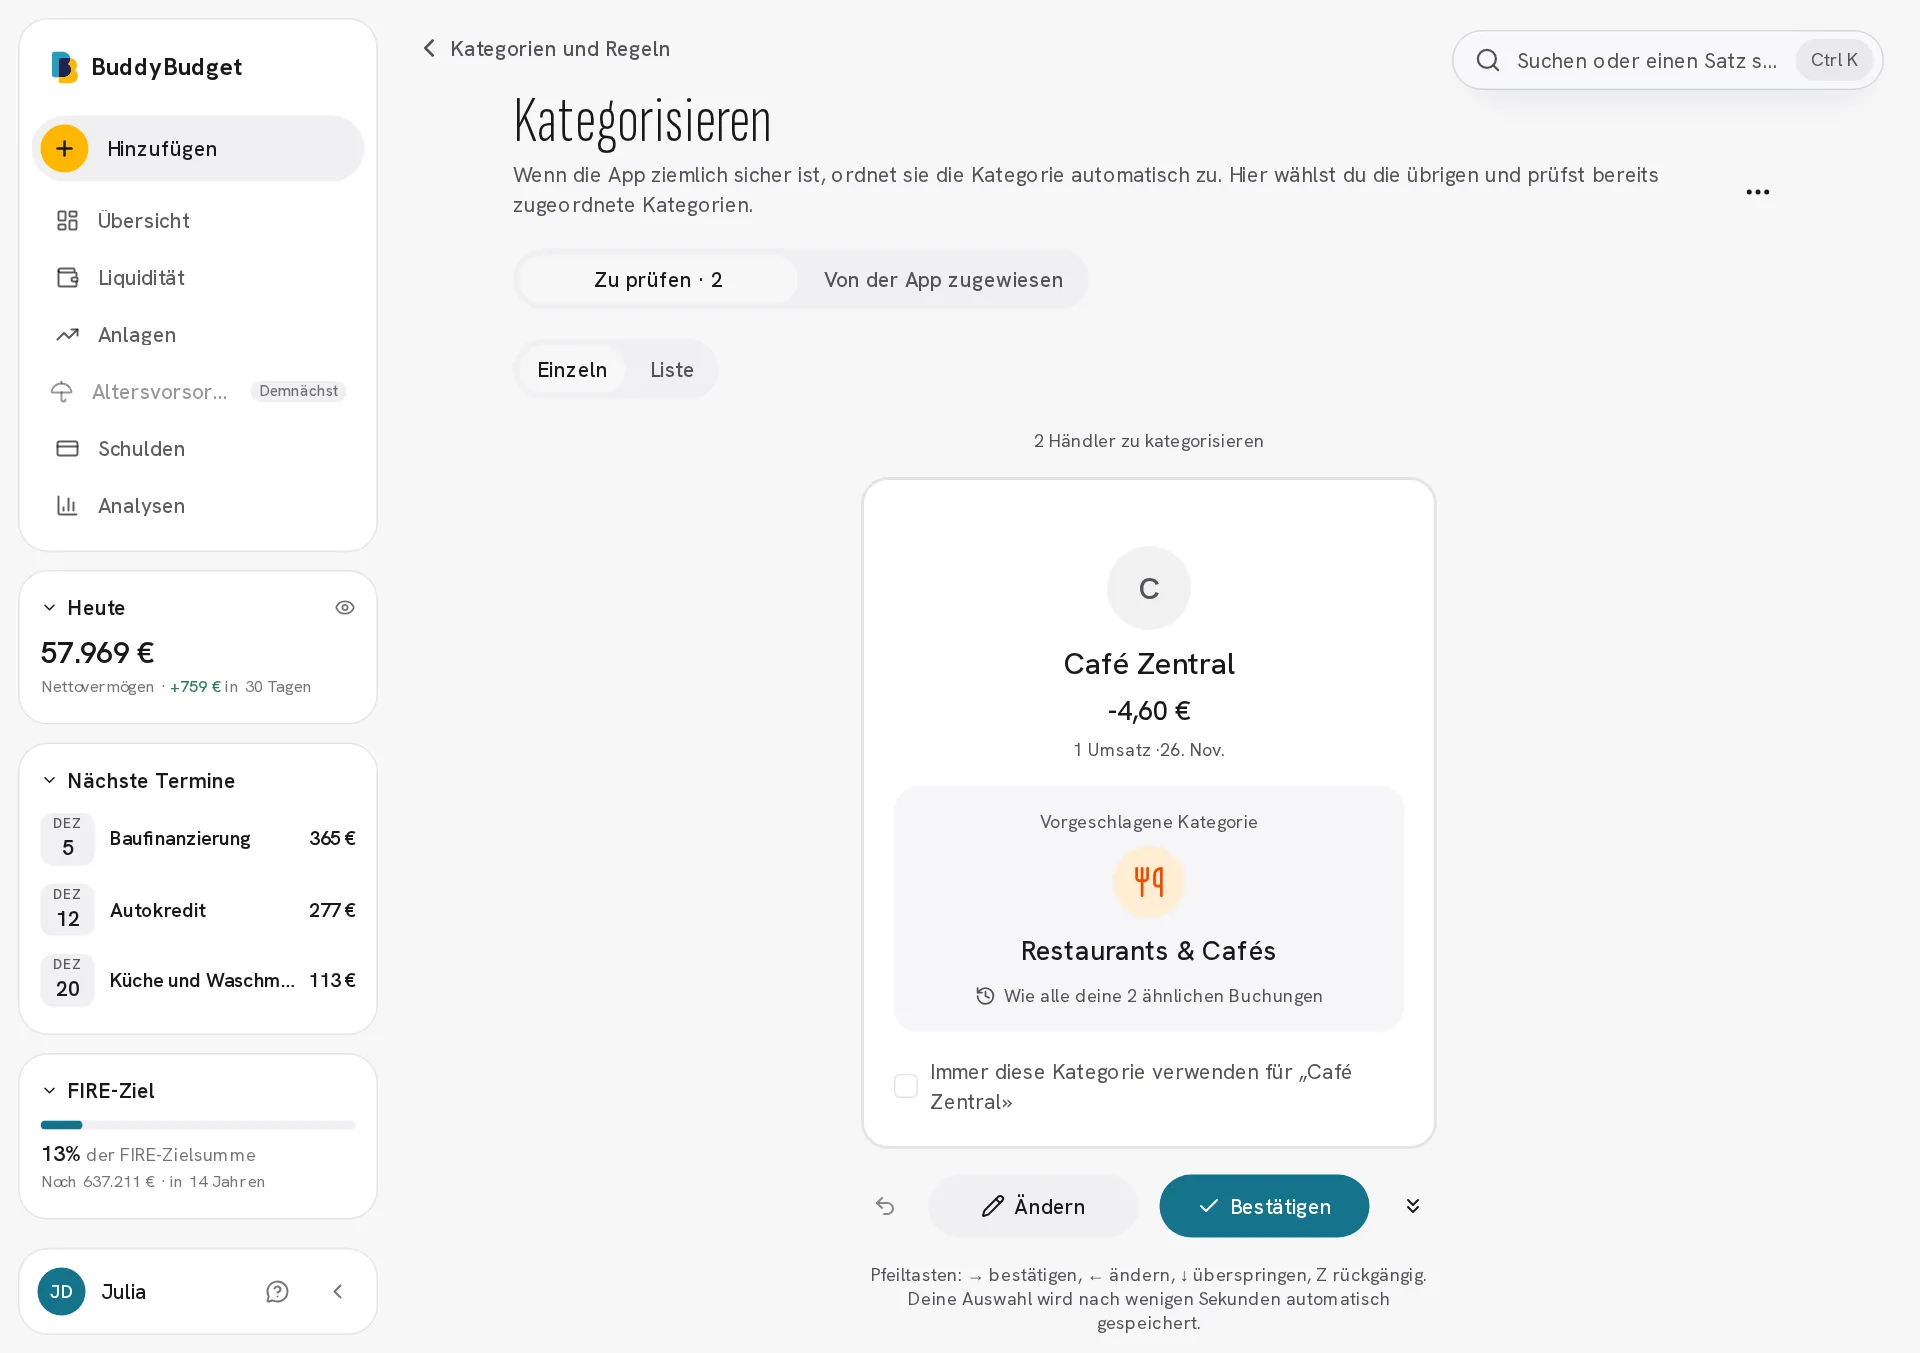 BuddyBudget
Hinzufügen
Übersicht
Liquidität
Anlagen
Altersvorsor... Demnächst
Schulden
Analysen
Heute
57.969 €
Nettovermögen · +759 € in 30 Tagen
Nächste Termine
DEZ
5
Baufinanzierung 365 €
DEZ
12
Autokredit 277 €
DEZ
20
Küche und Waschm... 113 €
FIRE-Ziel
13% der FIRE-Zielsumme
Noch 637.211 € · in 14 Jahren
JD Julia
Kategorien und Regeln
Suchen oder einen Satz s... Ctrl K
Kategorisieren
Wenn die App ziemlich sicher ist, ordnet sie die Kategorie automatisch zu. Hier wählst du die übrigen und prüfst bereits
zugeordnete Kategorien.
Zu prüfen · 2 Von der App zugewiesen
Einzeln Liste
2 Händler zu kategorisieren
C
Café Zentral
-4,60 €
1 Umsatz ·26. Nov.
Vorgeschlagene Kategorie
Restaurants & Cafés
Wie alle deine 2 ähnlichen Buchungen
Immer diese Kategorie verwenden für „Café
Zentral»
Ändern Bestätigen
Pfeiltasten: → bestätigen, ← ändern, ↓ überspringen, Z rückgängig.
Deine Auswahl wird nach wenigen Sekunden automatisch
gespeichert.